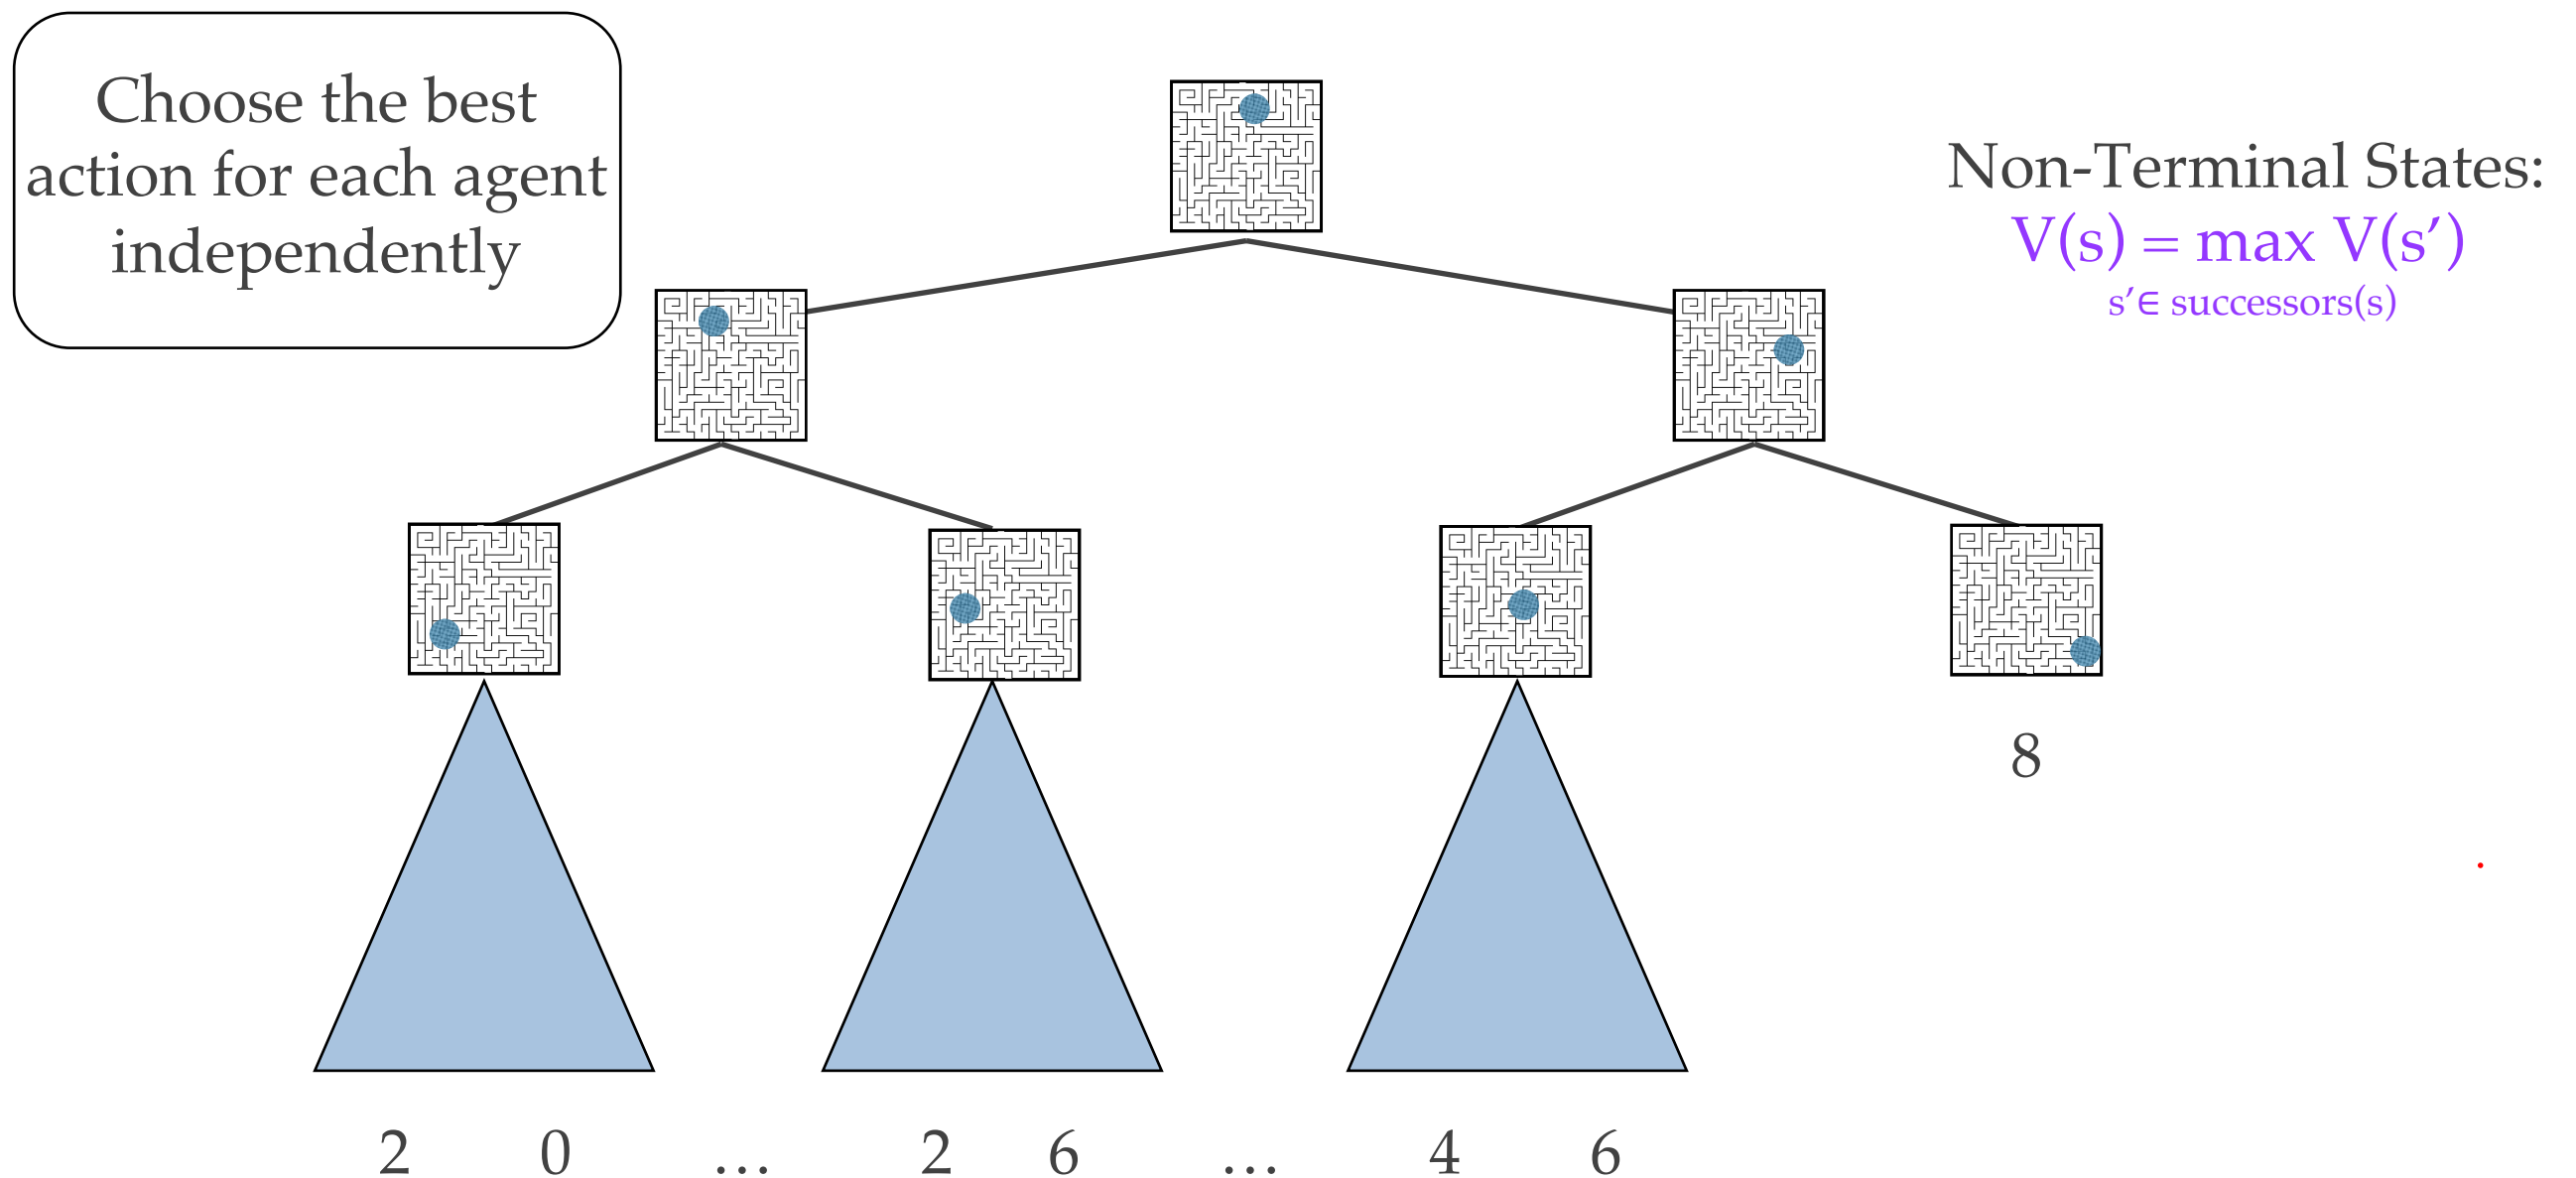 Choose the best
action for each agent
independently
Non-Terminal States:
V(s) = max V(s′)
s′∈ successors(s)
8
2 0 … 2 6 … 4 6